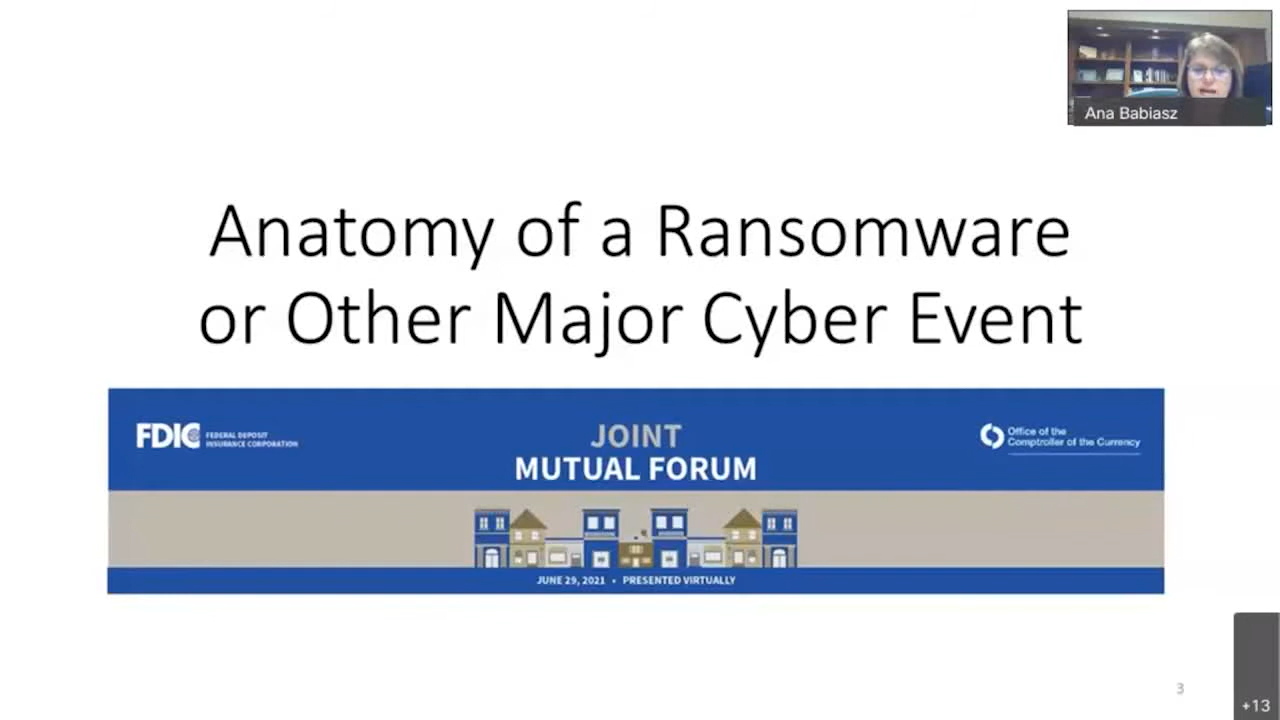 Ana Babiasz
Anatomy of a Ransomware
or Other Major Cyber Event
FDIC
FEDERAL DEPOSIT
INSURANCE CORPORATION
JOINT
MUTUAL FORUM
Office of the
Comptroller of the Currency
JUNE 29, 2021 • PRESENTED VIRTUALLY
3
+13